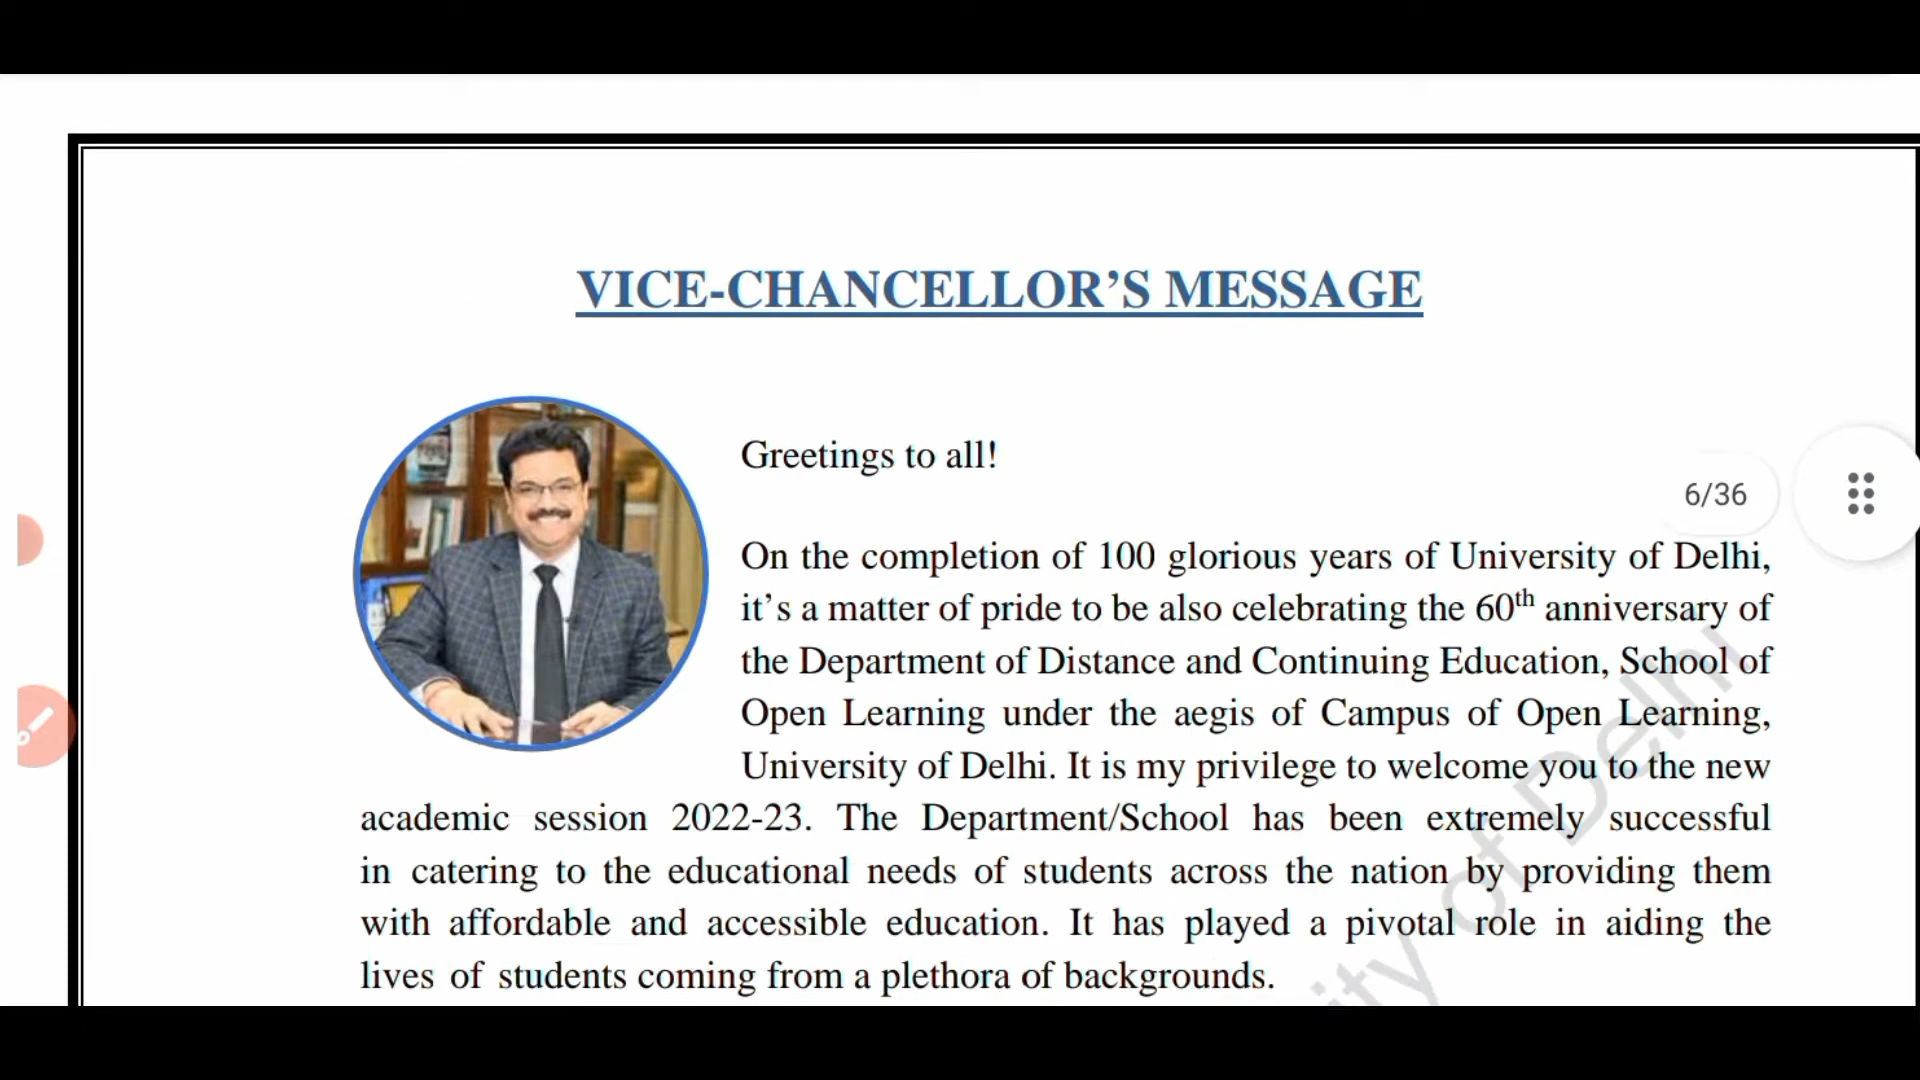 VICE-CHANCELLOR’S MESSAGE
Greetings to all!
6/36
On the completion of 100 glorious years of University of Delhi,
it’s a matter of pride to be also celebrating the 60th anniversary of
the Department of Distance and Continuing Education, School of
Open Learning under the aegis of Campus of Open Learning,
University of Delhi. It is my privilege to welcome you to the new
academic session 2022-23. The Department/School has been extremely successful
in catering to the educational needs of students across the nation by providing them
with affordable and accessible education. It has played a pivotal role in aiding the
lives of students coming from a plethora of backgrounds.
ity of Delhi